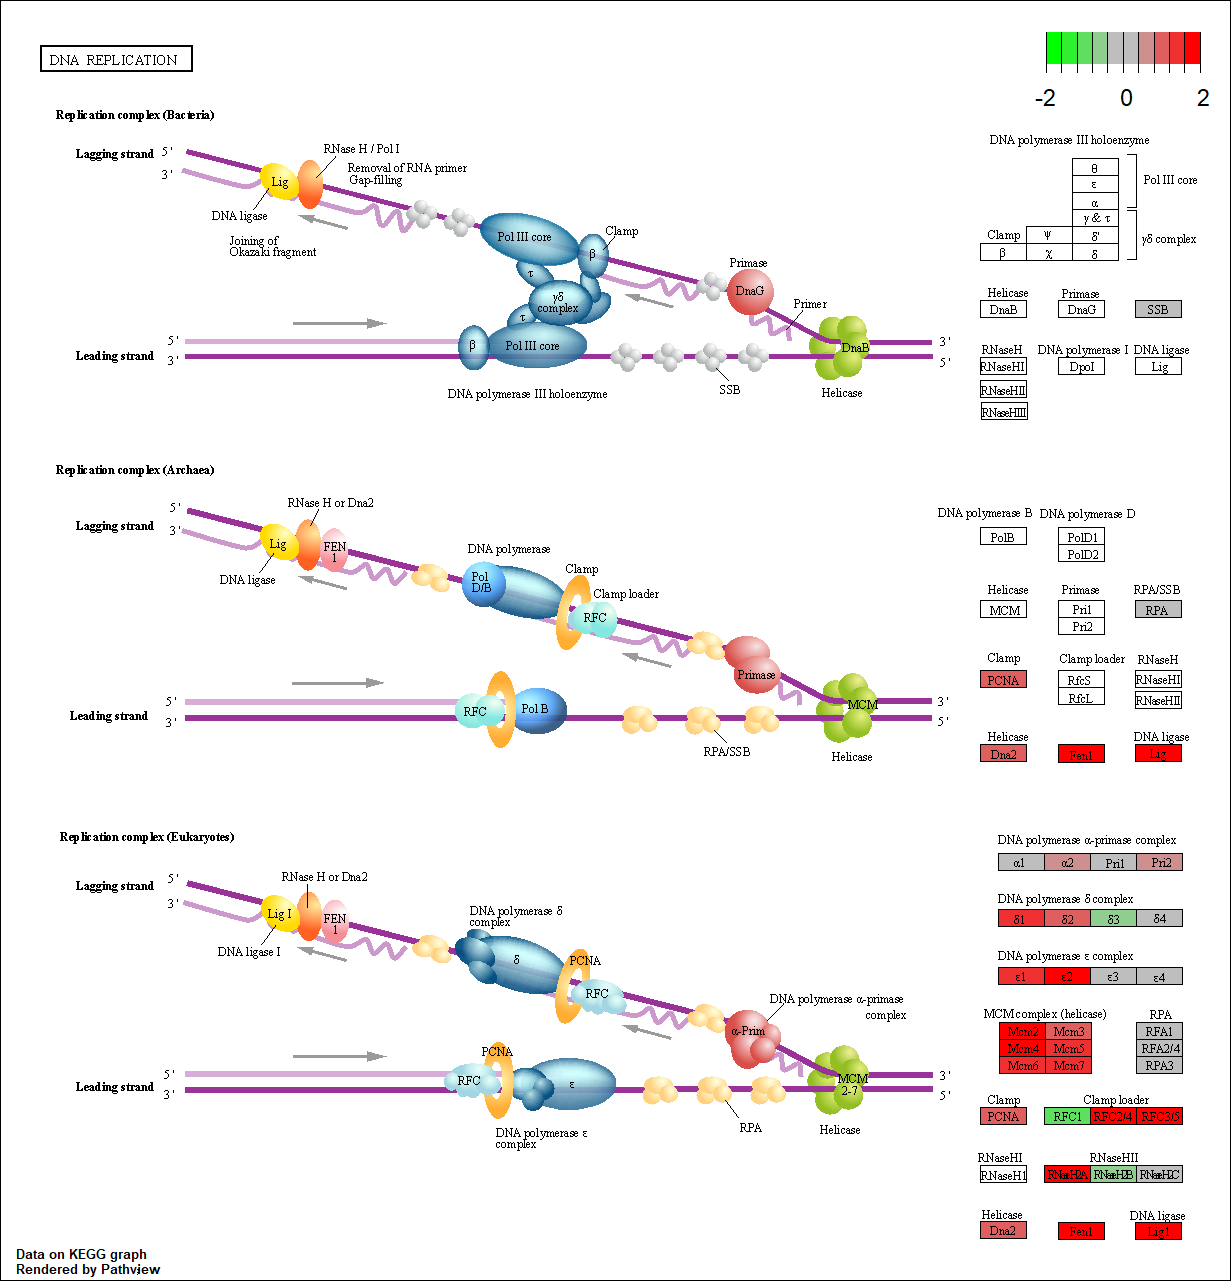 DNA REPLICATION
-2 0 2
Replication complex (Bacteria)
Lagging strand 5' 3'
Lig
RNase H / Pol I
Removal of RNA primer
Gap-filling
DNA ligase
Joining of
Okazaki fragment
Pol III core
Clamp
β
τ
γδ
complex
τ
Primase
DnaG
Primer
Leading strand 5' 3'
β
Pol III core
DnaB
3'
5'
SSB
Helicase
DNA polymerase III holoenzyme
DNA polymerase III holoenzyme
θ
ε
α
Pol III core
γ & τ
Clamp ψ δ'
β χ δ
γδ complex
Helicase Primase
DnaB DnaG SSB
RNaseH DNA polymerase I DNA ligase
RNaseHI DpoI Lig
RNaseHII
RNaseHIII
Replication complex (Archaea)
Lagging strand 5' 3'
RNase H or Dna2
Lig
FEN
1
DNA ligase
DNA polymerase
Pol
D/B
Clamp
Clamp loader
RFC
Primase
Leading strand 5' 3'
RFC
Pol B
MCM
3'
5'
RPA/SSB
Helicase
DNA polymerase B DNA polymerase D
PolB PolD1
PolD2
Helicase Primase RPA/SSB
MCM Pri1 RPA
Pri2
Clamp Clamp loader RNaseH
PCNA RfcS RNaseHI
RfcL RNaseHII
Helicase DNA ligase
Dna2 Fen1 Lig
Replication complex (Eukaryotes)
Lagging strand 5' 3'
RNase H or Dna2
Lig I
FEN
1
DNA ligase I
DNA polymerase δ
complex
δ
PCNA
RFC
DNA polymerase α-primase
complex
α-Prim
Leading strand 5' 3'
PCNA
RFC
ε
MCM
2-7
3'
5'
DNA polymerase ε
complex
RPA
Helicase
DNA polymerase α-primase complex
α1 α2 Pri1 Pri2
DNA polymerase δ complex
δ1 δ2 δ3 δ4
DNA polymerase ε complex
ε1 ε2 ε3 ε4
MCM complex (helicase) RPA
Mcm2 Mcm3 RFA1
Mcm4 Mcm5 RFA2/4
Mcm6 Mcm7 RPA3
Clamp Clamp loader
PCNA RFC1 RFC2/4 RFC3/5
RNaseHI RNaseHII
RNaseH1 RNaseH2A RNaseH2B RNaseH2C
Helicase DNA ligase
Dna2 Fen1 Lig1
Data on KEGG graph
Rendered by Pathview